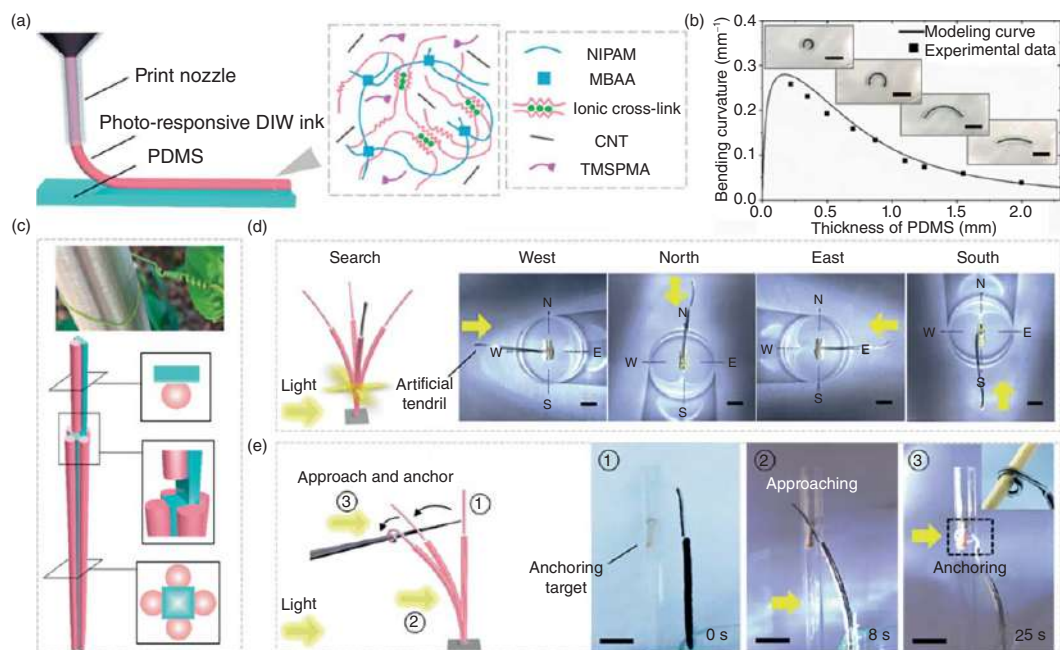 (a)
Print nozzle
Photo-responsive DIW ink
PDMS
NIPAM
MBAA
Ionic cross-link
CNT
TMSPMA
(b)
Bending curvature (mm⁻¹)
0.4
0.3
0.2
0.1
0.0
Modeling curve
Experimental data
0.0 0.5 1.0 1.5 2.0
Thickness of PDMS (mm)
(c)
(d)
Search
West
North
East
South
Light
Artificial
tendril
N
W E
S
N
W E
S
N
W E
S
N
W E
S
(e)
Approach and anchor
③
①
②
Light
①
Anchoring
target
0 s
②
Approaching
8 s
③
Anchoring
25 s